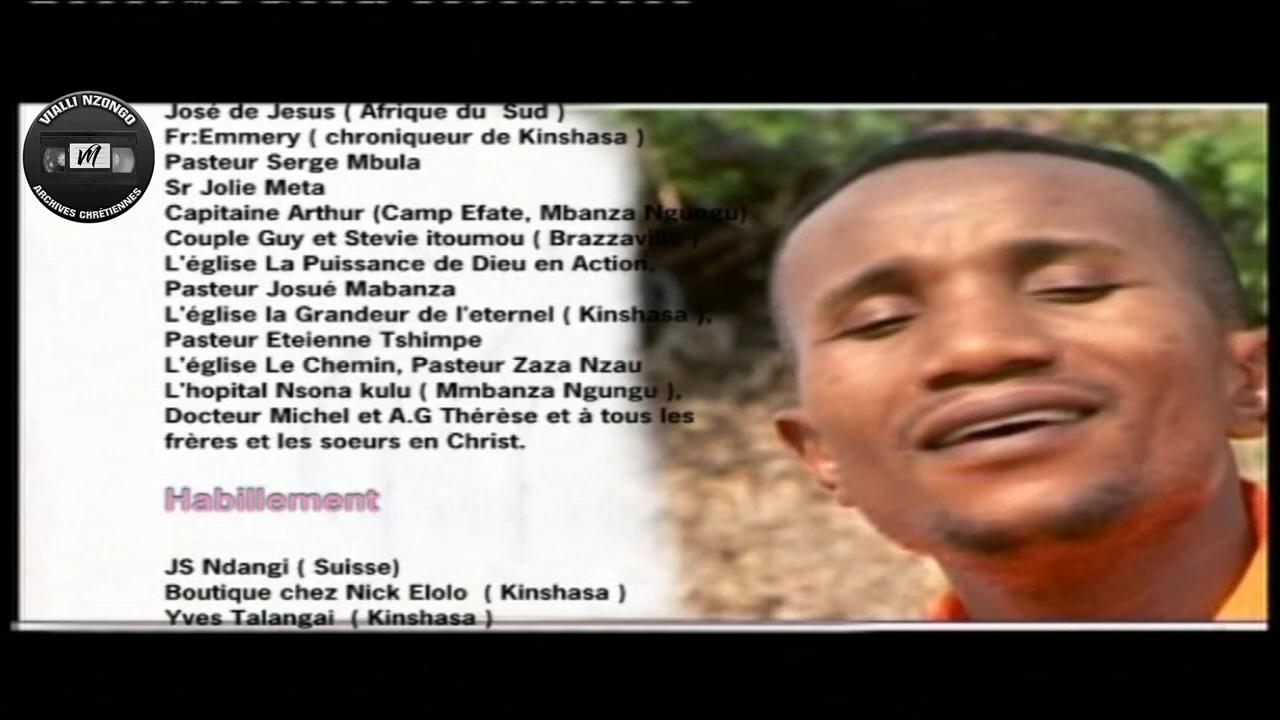 VIALLI NZONGO
ARCHIVES CHRÉTIENNES
José de Jesus ( Afrique du Sud )
Fr:Emmery ( chroniqueur de Kinshasa )
Pasteur Serge Mbula
Sr Jolie Meta
Capitaine Arthur (Camp Efate, Mbanza Ngungu)
Couple Guy et Stevie itoumou ( Brazzaville )
L'église La Puissance de Dieu en Action,
Pasteur Josué Mabanza
L'église la Grandeur de l'eternel ( Kinshasa ),
Pasteur Eteienne Tshimpe
L'église Le Chemin, Pasteur Zaza Nzau
L'hopital Nsona kulu ( Mmbanza Ngungu ),
Docteur Michel et A.G Thérèse et à tous les
frères et les soeurs en Christ.
Habillement
JS Ndangi ( Suisse)
Boutique chez Nick Elolo ( Kinshasa )
Yves Talangai ( Kinshasa )